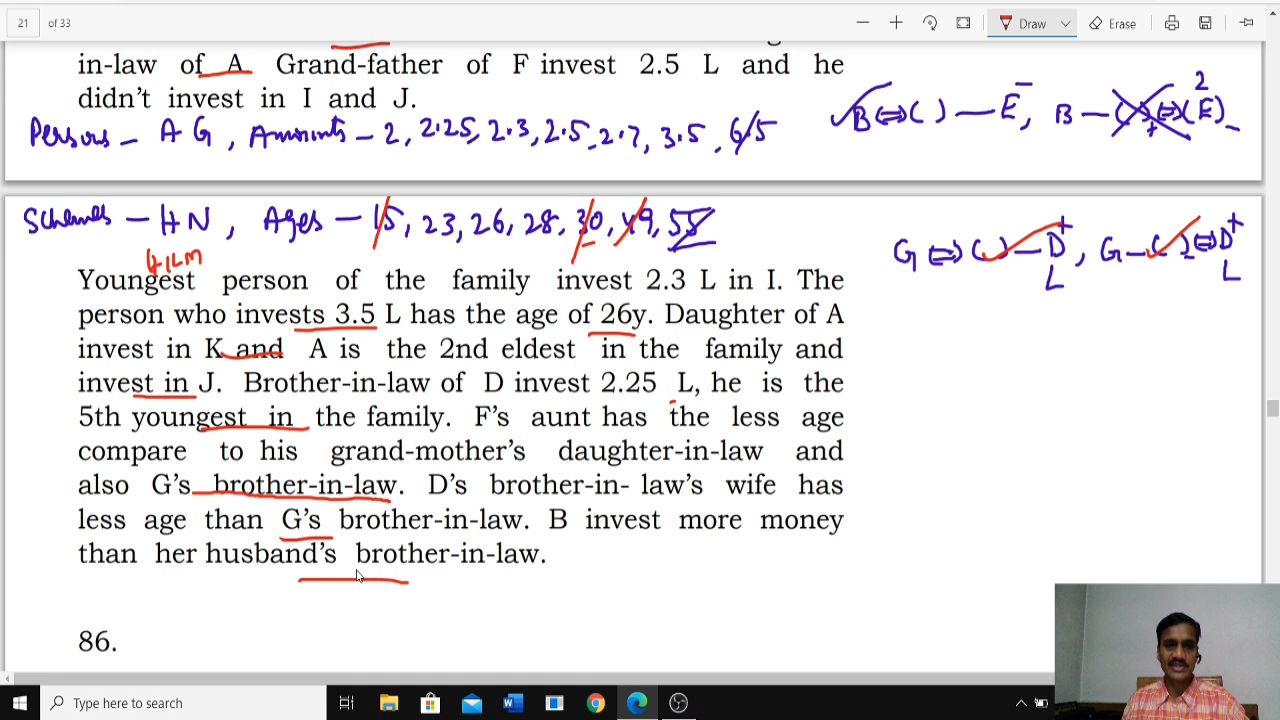 21 of 33
Draw
Erase
in-law of A. Grand-father of F invest 2.5 L and he
didn't invest in I and J.
Persons - A G, Amounts - 2, 2.25, 2.3, 2.5, 2.7, 3.5, 6.5
B⇔( ) — E⁻, B — ( )⁺⇔(E)²
Schemes - H N, Ages - 15, 23, 26, 28, 30, 49, 55
G⇔( ) — D⁺, G — ( )⇔D⁺
L L
Youngest person of the family invest 2.3 L in I. The
person who invests 3.5 L has the age of 26y. Daughter of A
invest in K and A is the 2nd eldest in the family and
invest in J. Brother-in-law of D invest 2.25 L, he is the
5th youngest in the family. F's aunt has the less age
compare to his grand-mother's daughter-in-law and
also G's brother-in-law. D's brother-in- law's wife has
less age than G's brother-in-law. B invest more money
than her husband's brother-in-law.
86.
Type here to search